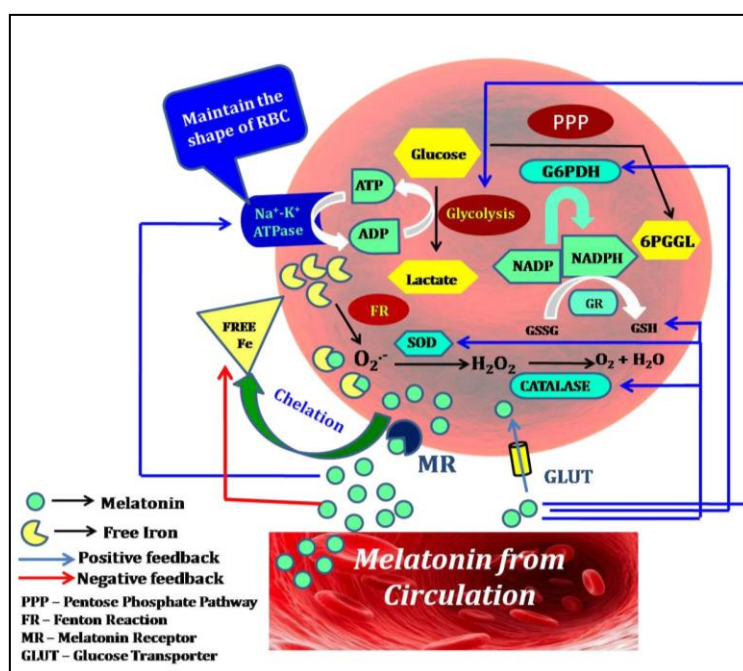 Maintain the
shape of RBC
Na⁺-K⁺
ATPase
ATP
ADP
Glucose
Glycolysis
Lactate
PPP
G6PDH
6PGGL
NADP
NADPH
GR
GSSG
GSH
FR
SOD
O₂·⁻
H₂O₂
O₂ + H₂O
CATALASE
FREE
Fe
Chelation
MR
GLUT
Melatonin
Free Iron
Positive feedback
Negative feedback
PPP – Pentose Phosphate Pathway
FR – Fenton Reaction
MR – Melatonin Receptor
GLUT – Glucose Transporter
Melatonin from
Circulation